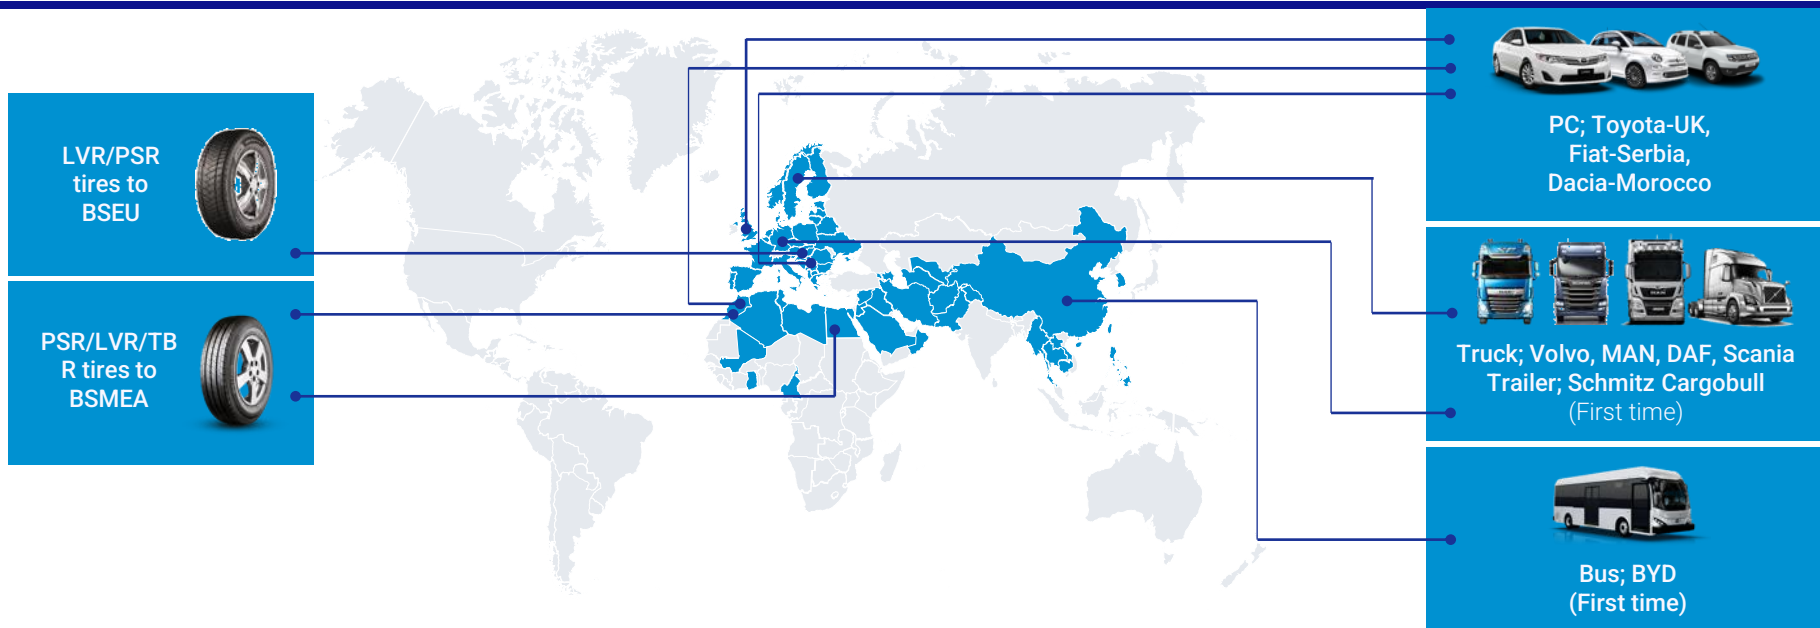 LVR/PSR
tires to
BSEU
PSR/LVR/TB
R tires to
BSMEA
PC; Toyota-UK,
Fiat-Serbia,
Dacia-Morocco
Truck; Volvo, MAN, DAF, Scania
Trailer; Schmitz Cargobull
(First time)
Bus; BYD
(First time)